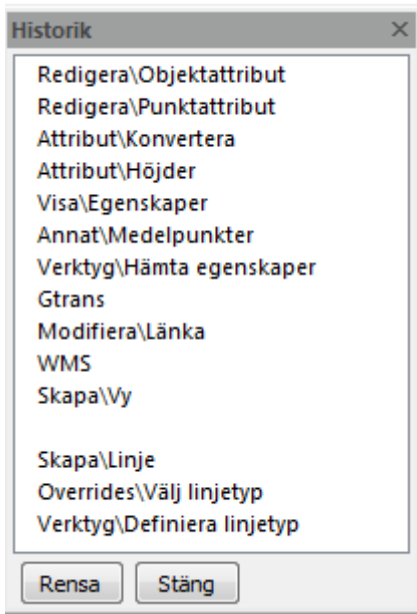 Historik
Redigera\Objektattribut
Redigera\Punktattribut
Attribut\Konvertera
Attribut\Höjder
Visa\Egenskaper
Annat\Medelpunkter
Verktyg\Hämta egenskaper
Gtrans
Modifiera\Länka
WMS
Skapa\Vy
Skapa\Linje
Overrides\Välj linjetyp
Verktyg\Definiera linjetyp
Rensa Stäng